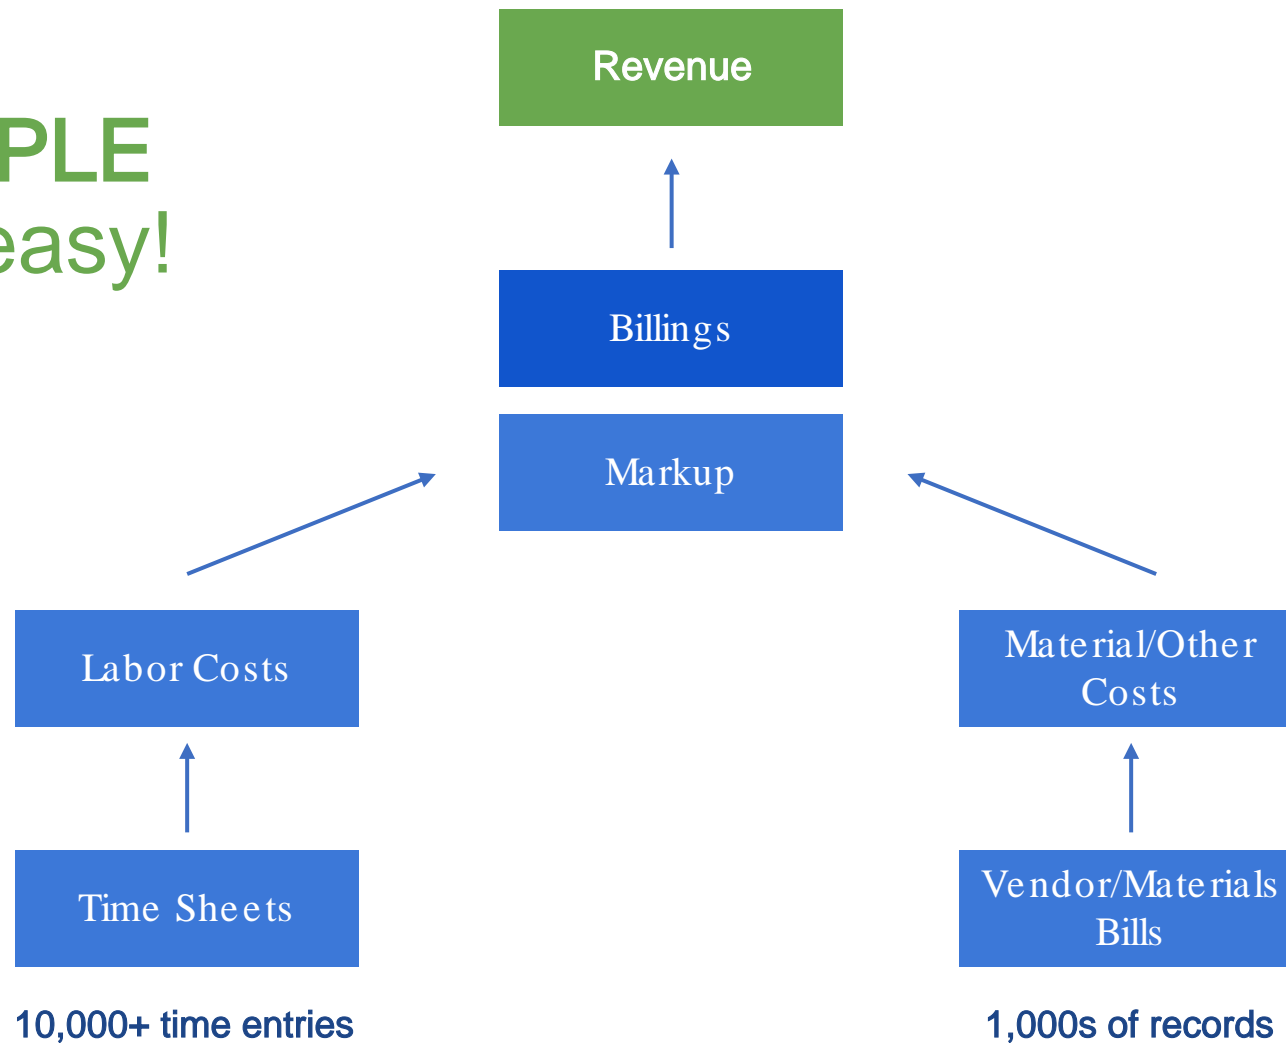 Revenue
PLE
easy!
Billings
Markup
Labor Costs
Material/Other
Costs
Time Sheets
Vendor/Materials
Bills
10,000+ time entries
1,000s of records